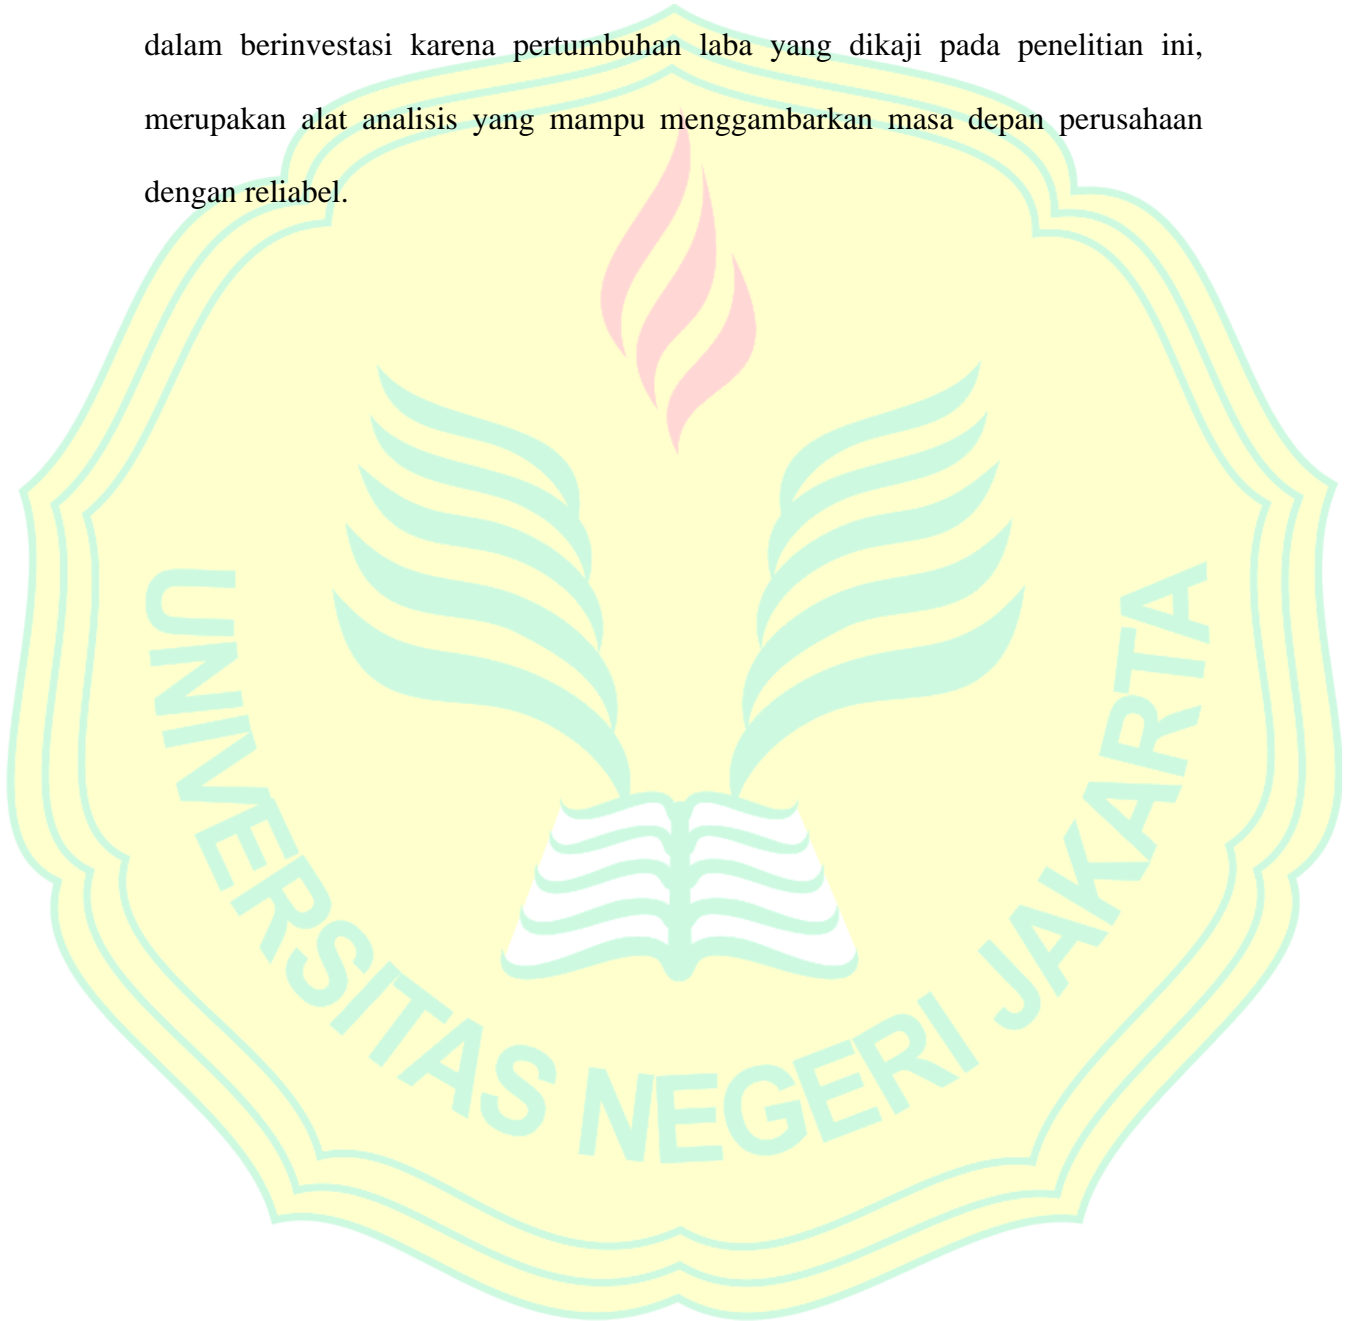 dalam berinvestasi karena pertumbuhan laba yang dikaji pada penelitian ini,
merupakan alat analisis yang mampu menggambarkan masa depan perusahaan
dengan reliabel.
UNIVERSITAS NEGERI JAKARTA